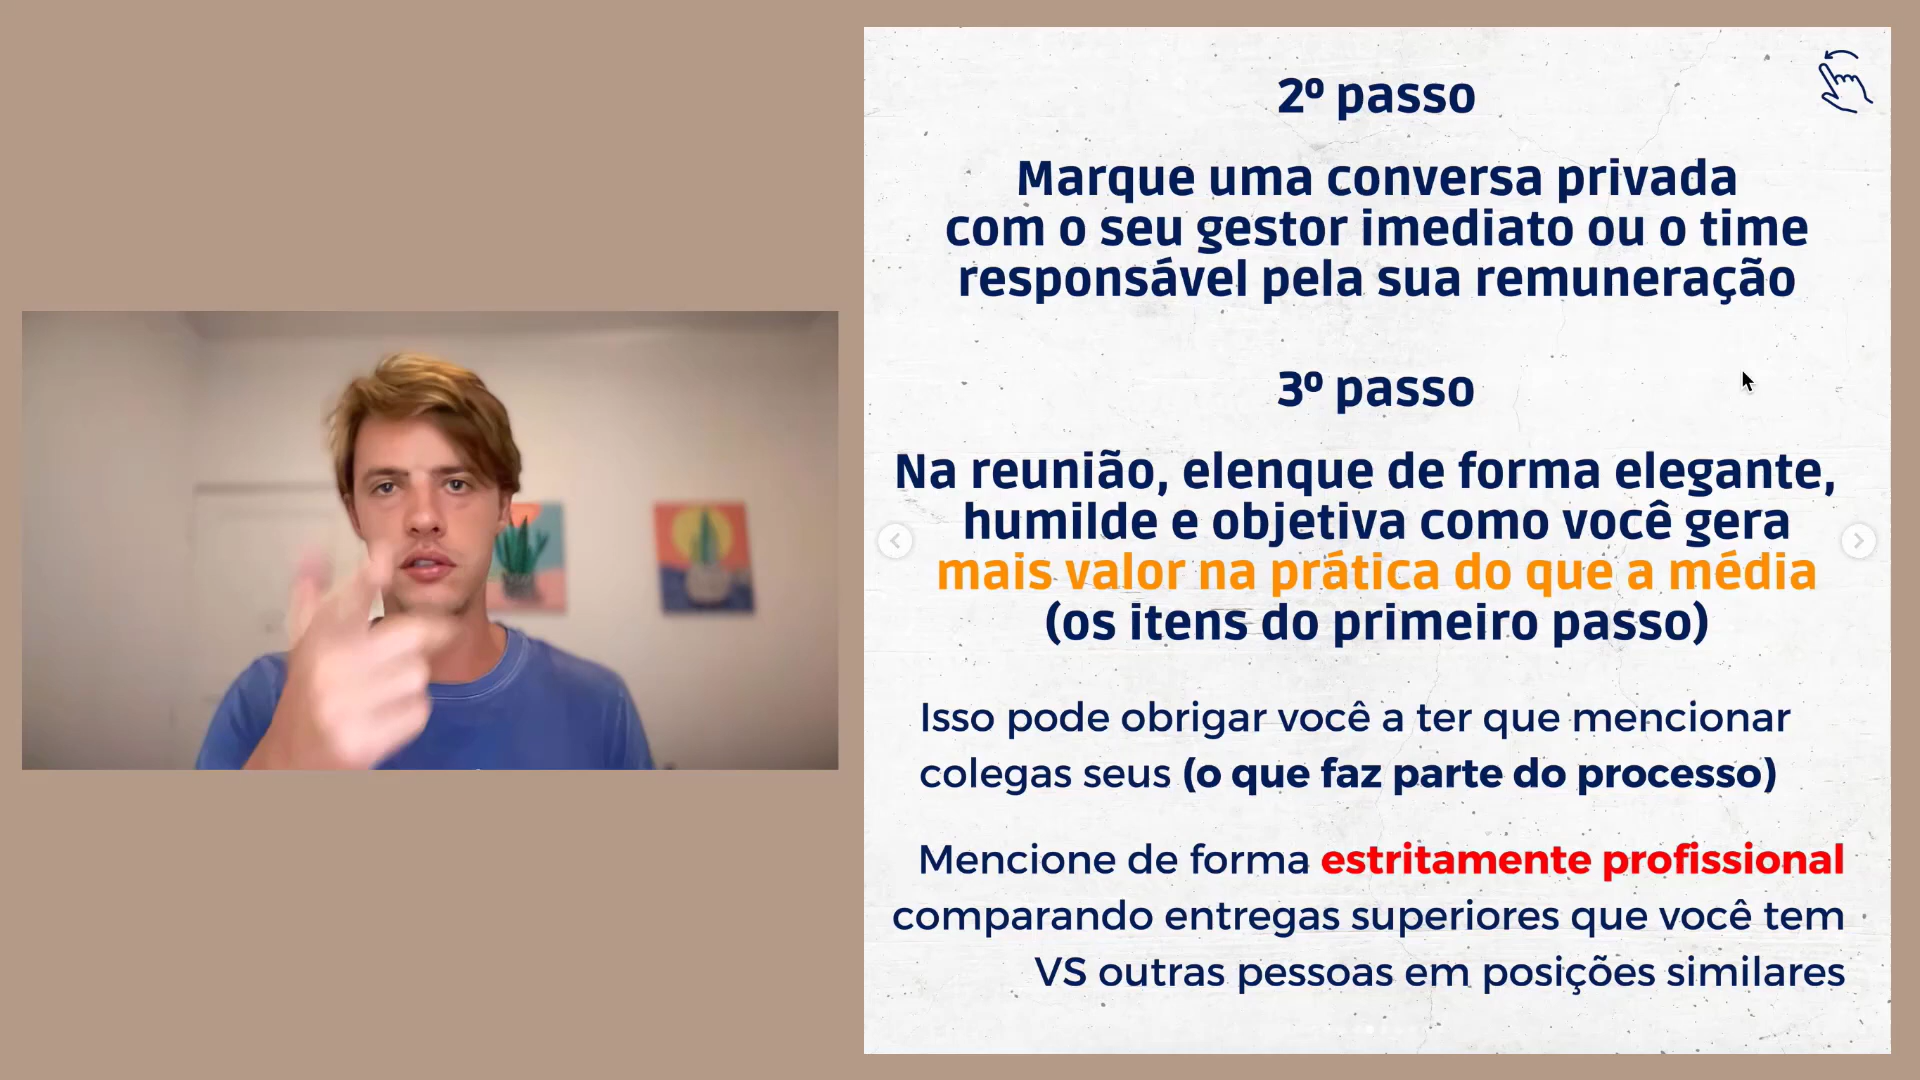 2º passo
Marque uma conversa privada
com o seu gestor imediato ou o time
responsável pela sua remuneração
3º passo
Na reunião, elenque de forma elegante,
humilde e objetiva como você gera
mais valor na prática do que a média
(os itens do primeiro passo)
Isso pode obrigar você a ter que mencionar
colegas seus (o que faz parte do processo)
Mencione de forma estritamente profissional
comparando entregas superiores que você tem
VS outras pessoas em posições similares